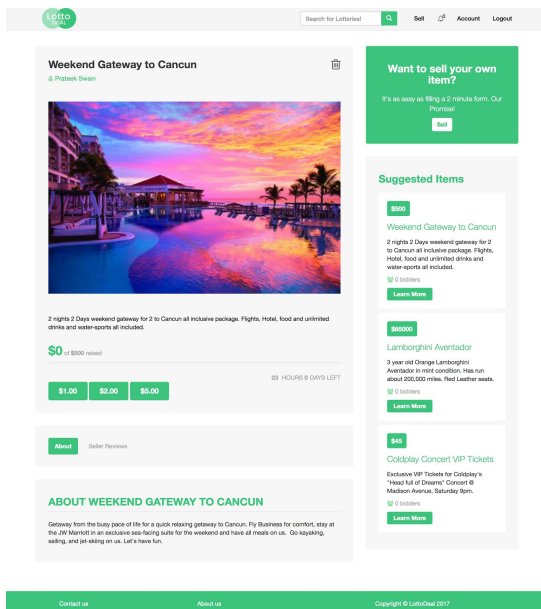 Lotto
DEAL
Search for Lotteries!
Sell
Account
Logout
Weekend Gateway to Cancun
Prateek Swain
2 nights 2 Days weekend gateway for 2 to Cancun all inclusive package. Flights, Hotel, food and unlimited
drinks and water-sports all included.
$0 of $500 raised
23 HOURS 0 DAYS LEFT
$1.00
$2.00
$5.00
About
Seller Reviews
ABOUT WEEKEND GATEWAY TO CANCUN
Getaway from the busy pace of life for a quick relaxing getaway to Cancun. Fly Business for comfort, stay at
the JW Marriott in an exclusive sea-facing suite for the weekend and have all meals on us. Go kayaking,
sailing, and jet-skiing on us. Let's have fun.
Want to sell your own
item?
It's as easy as filling a 2 minute form. Our
Promise!
Sell
Suggested Items
$500
Weekend Gateway to Cancun
2 nights 2 Days weekend gateway for 2
to Cancun all inclusive package. Flights,
Hotel, food and unlimited drinks and
water-sports all included.
0 bidders
Learn More
$65000
Lamborghini Aventador
3 year old Orange Lamborghini
Aventador in mint condition. Has run
about 200,000 miles. Red Leather seats.
0 bidders
Learn More
$45
Coldplay Concert VIP Tickets
Exclusive VIP Tickets for Coldplay's
"Head full of Dreams" Concert @
Madison Avenue, Saturday 9pm.
0 bidders
Learn More
Contact us
About us
Copyright © LottoDeal 2017